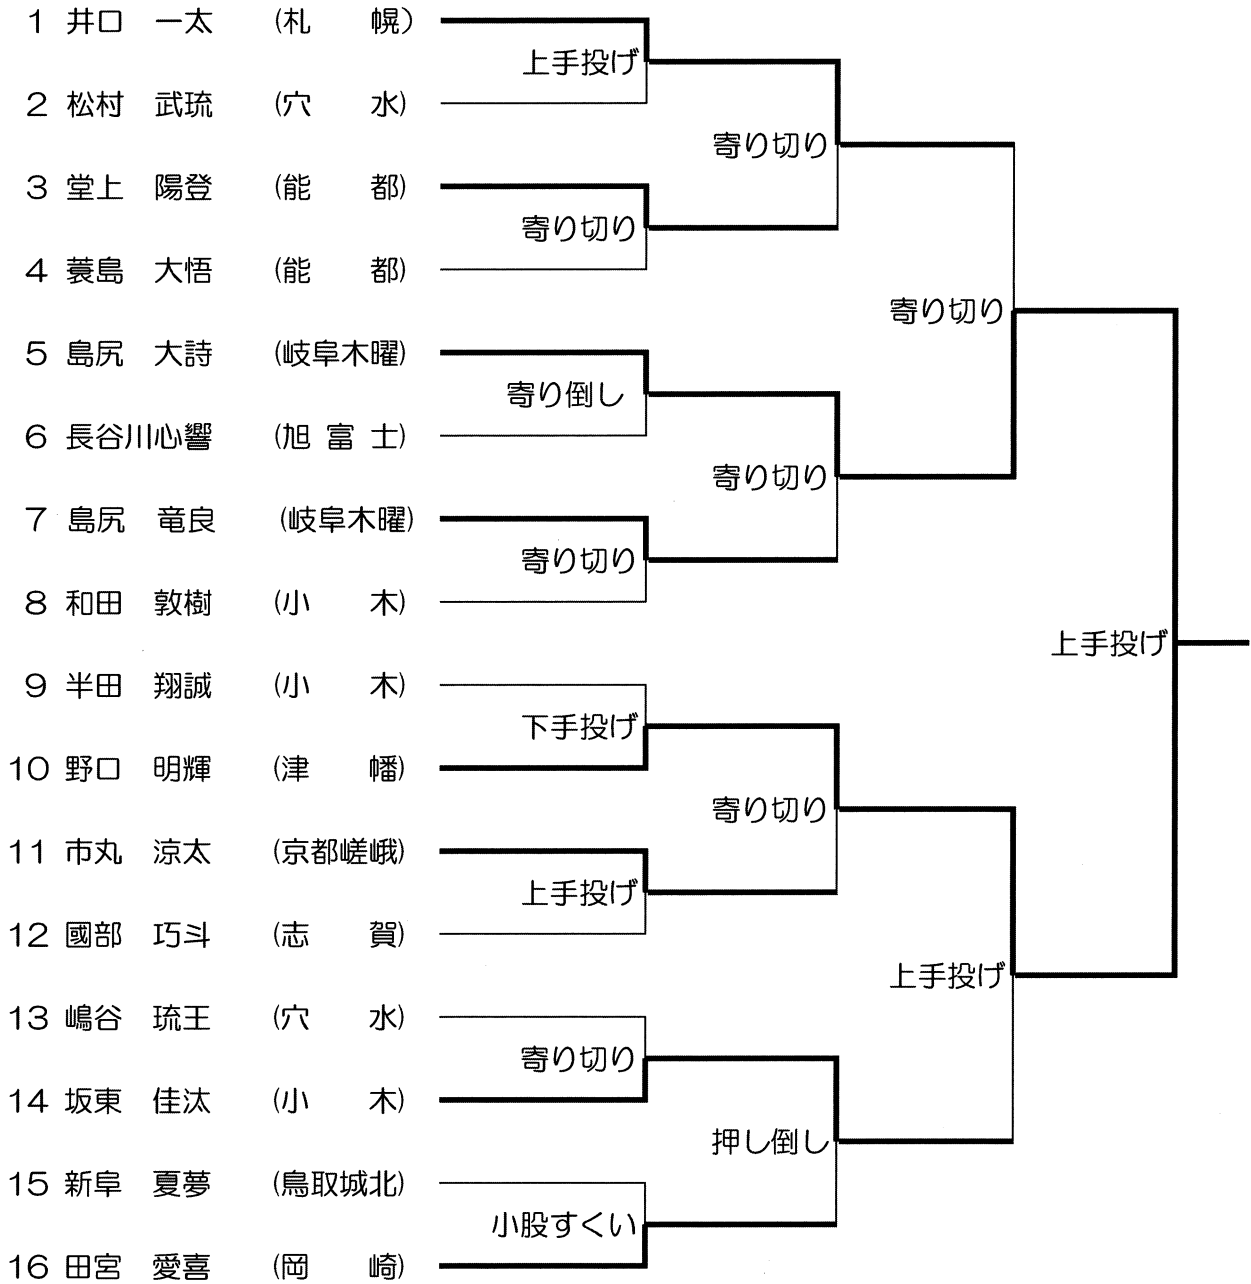 1 井口 一太 (札 幌)
上手投げ
2 松村 武琉 (穴 水)
寄り切り
3 堂上 陽登 (能 都)
寄り切り
4 蓑島 大悟 (能 都)
寄り切り
5 島尻 大詩 (岐阜木曜)
寄り倒し
6 長谷川心響 (旭 富 士)
寄り切り
7 島尻 竜良 (岐阜木曜)
寄り切り
8 和田 敦樹 (小 木)
上手投げ
9 半田 翔誠 (小 木)
下手投げ
10 野口 明輝 (津 幡)
寄り切り
11 市丸 涼太 (京都嵯峨)
上手投げ
12 國部 巧斗 (志 賀)
上手投げ
13 嶋谷 琉王 (穴 水)
寄り切り
14 坂東 佳汰 (小 木)
押し倒し
15 新阜 夏夢 (鳥取城北)
小股すくい
16 田宮 愛喜 (岡 崎)